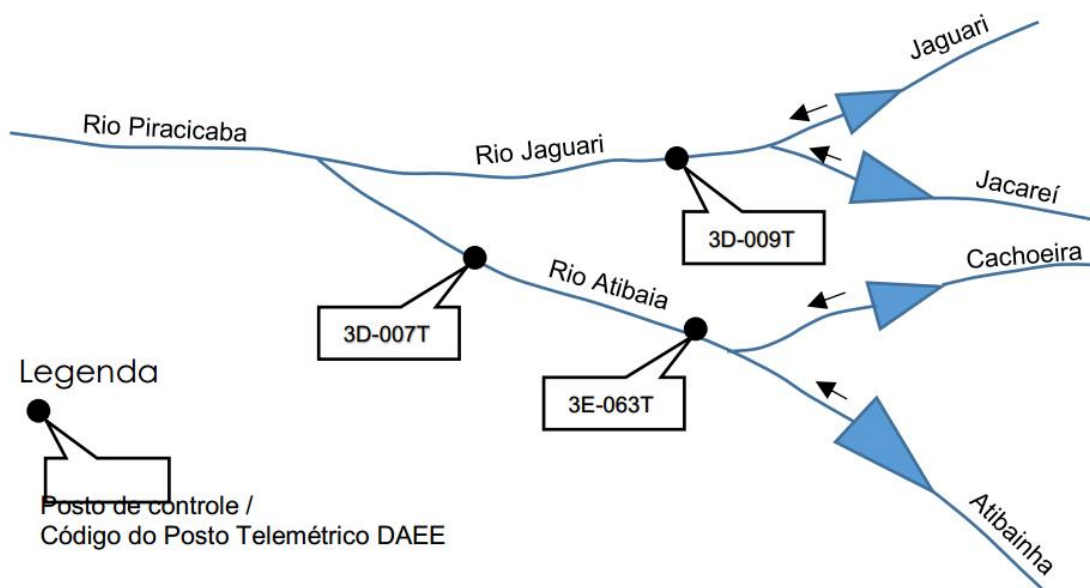 Jaguari
Rio Piracicaba
Rio Jaguari
Jacareí
3D-009T
Cachoeira
Rio Atibaia
3D-007T
Legenda
3E-063T
Atibainha
Posto de controle /
Código do Posto Telemétrico DAEE